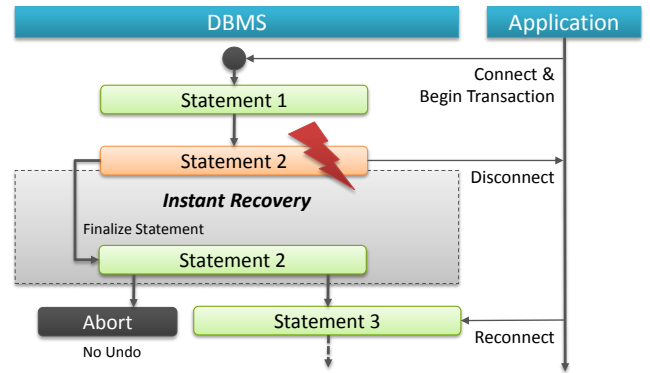 DBMS
Application
Connect &
Begin Transaction
Statement 1
Statement 2
Disconnect
Instant Recovery
Finalize Statement
Statement 2
Abort
Statement 3
Reconnect
No Undo